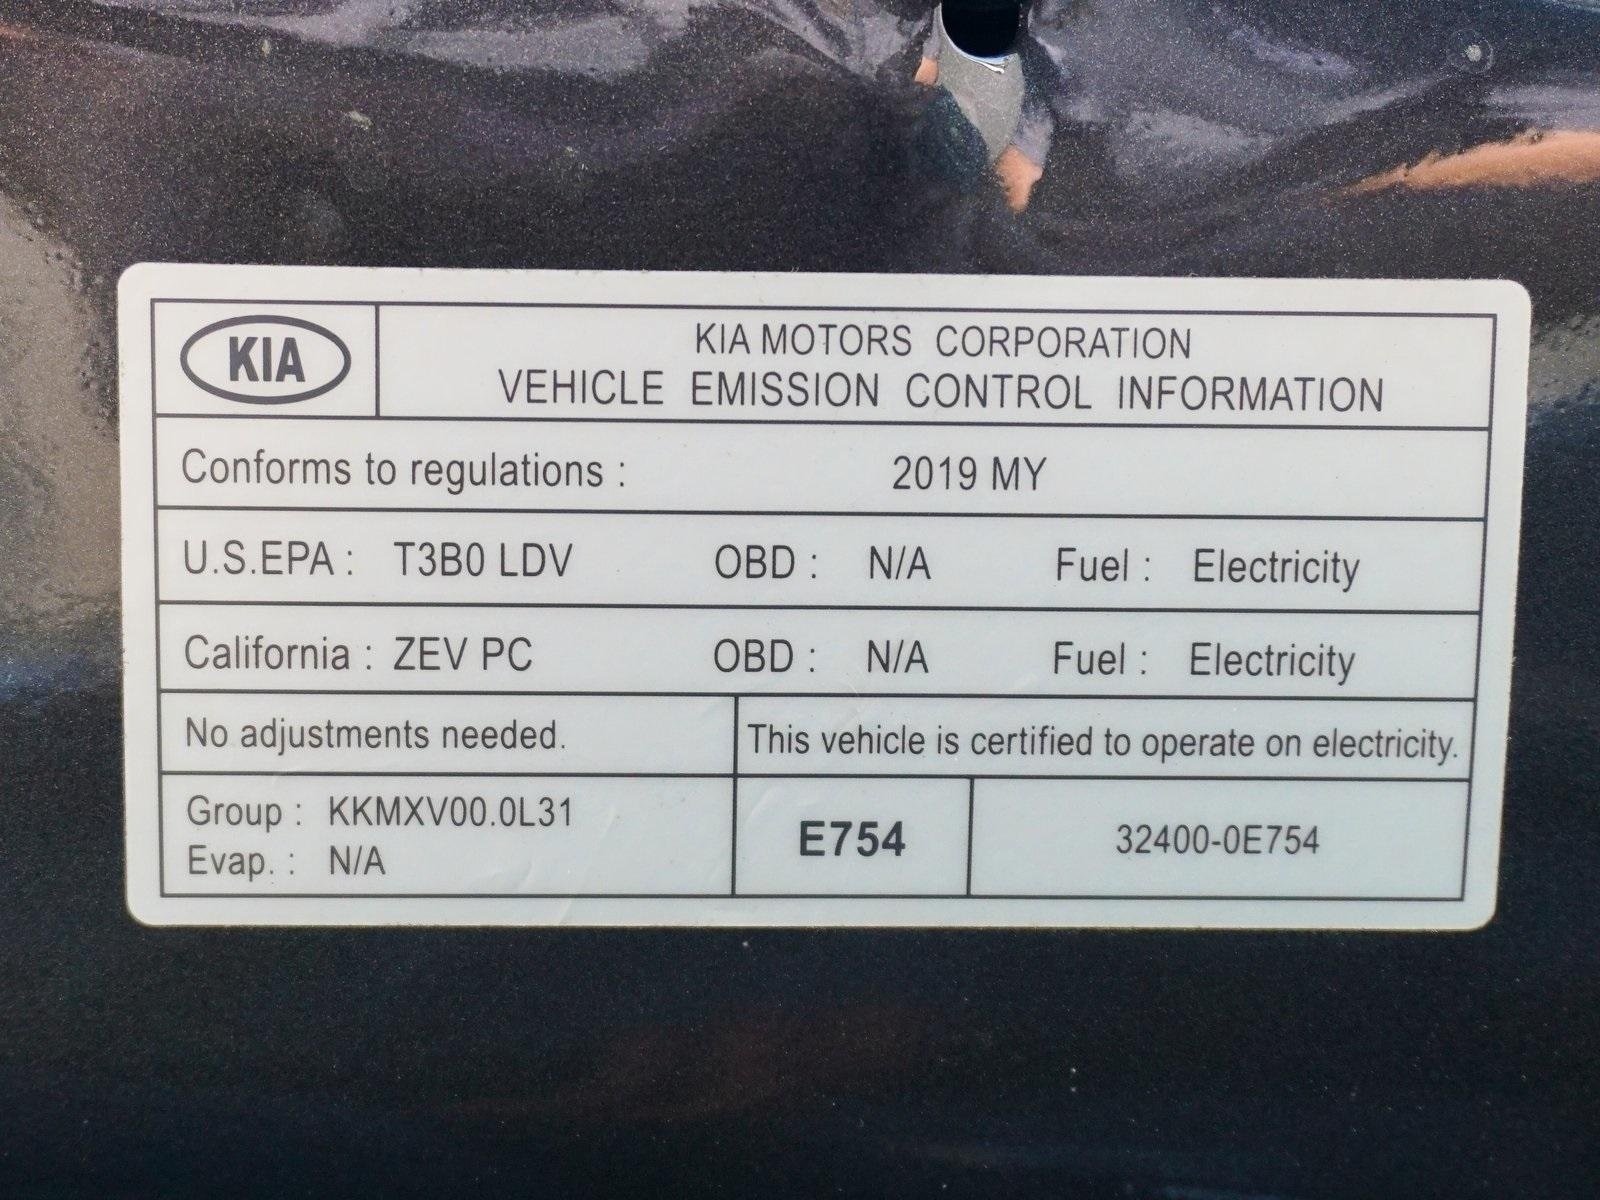 KIA
KIA MOTORS CORPORATION
VEHICLE EMISSION CONTROL INFORMATION
Conforms to regulations : 2019 MY
U.S.EPA : T3B0 LDV OBD : N/A Fuel : Electricity
California : ZEV PC OBD : N/A Fuel : Electricity
No adjustments needed. This vehicle is certified to operate on electricity.
Group : KKMXV00.0L31
Evap. : N/A
E754
32400-0E754